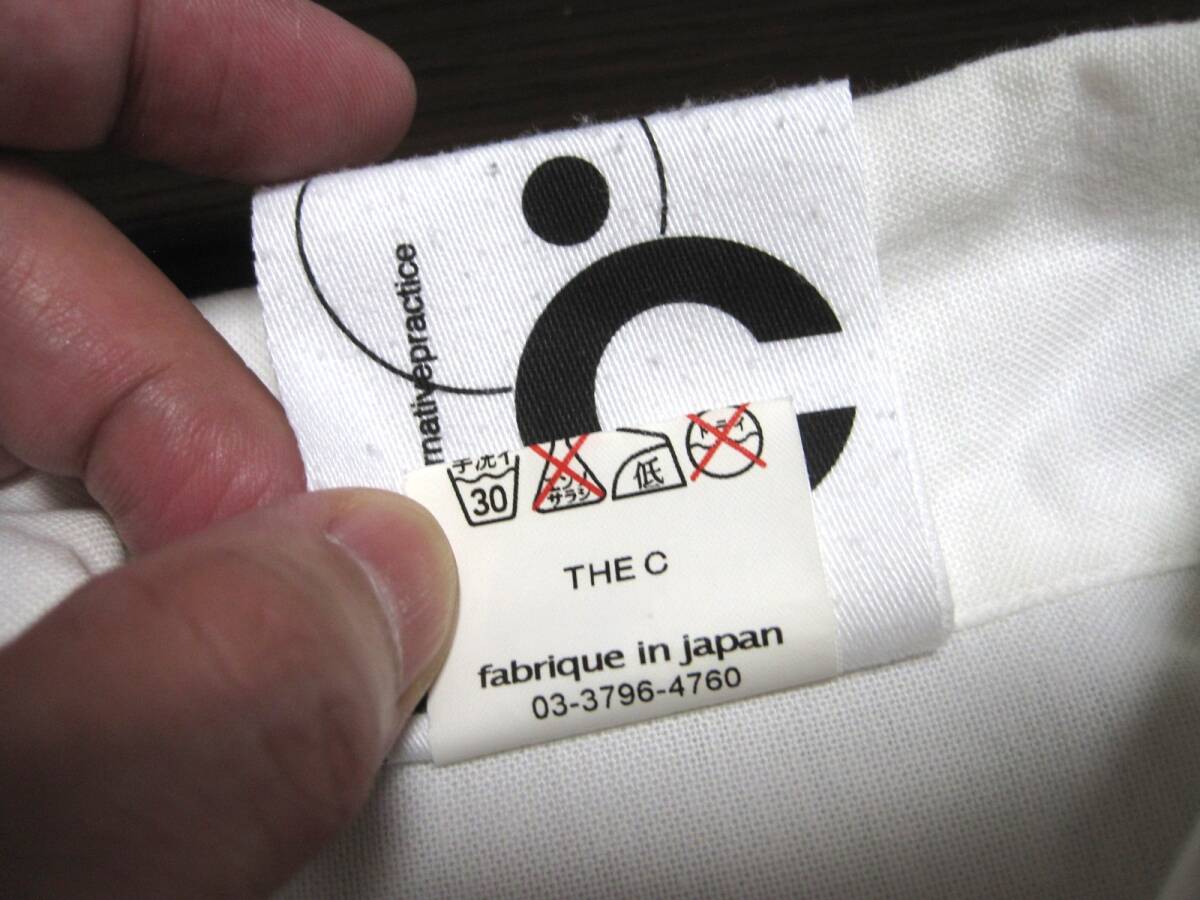 rnativepractice
C
手洗イ
30
エンソ
サラシ
低
ドライ
THE C
fabrique in japan
03-3796-4760